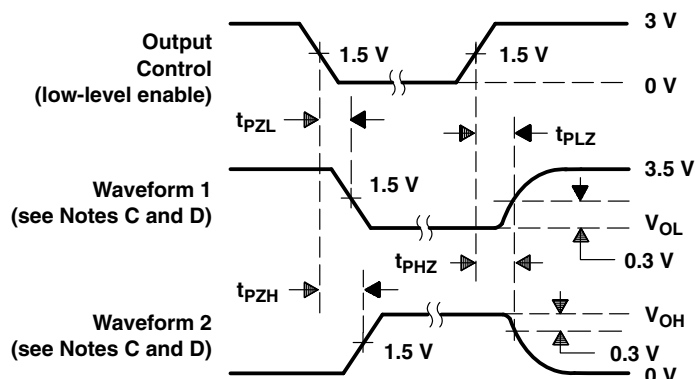 Output
Control
(low-level enable)
1.5 V
1.5 V
3 V
0 V
tPZL
tPLZ
Waveform 1
(see Notes C and D)
1.5 V
3.5 V
VOL
0.3 V
tPHZ
tPZH
Waveform 2
(see Notes C and D)
1.5 V
VOH
0.3 V
0 V